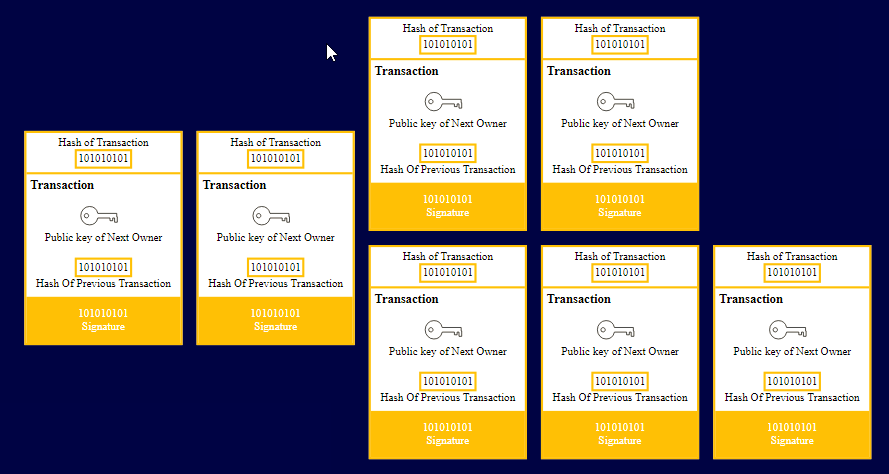 Hash of Transaction
101010101
Transaction
Public key of Next Owner
101010101
Hash Of Previous Transaction
101010101
Signature
Hash of Transaction
101010101
Transaction
Public key of Next Owner
101010101
Hash Of Previous Transaction
101010101
Signature
Hash of Transaction
101010101
Transaction
Public key of Next Owner
101010101
Hash Of Previous Transaction
101010101
Signature
Hash of Transaction
101010101
Transaction
Public key of Next Owner
101010101
Hash Of Previous Transaction
101010101
Signature
Hash of Transaction
101010101
Transaction
Public key of Next Owner
101010101
Hash Of Previous Transaction
101010101
Signature
Hash of Transaction
101010101
Transaction
Public key of Next Owner
101010101
Hash Of Previous Transaction
101010101
Signature
Hash of Transaction
101010101
Transaction
Public key of Next Owner
101010101
Hash Of Previous Transaction
101010101
Signature